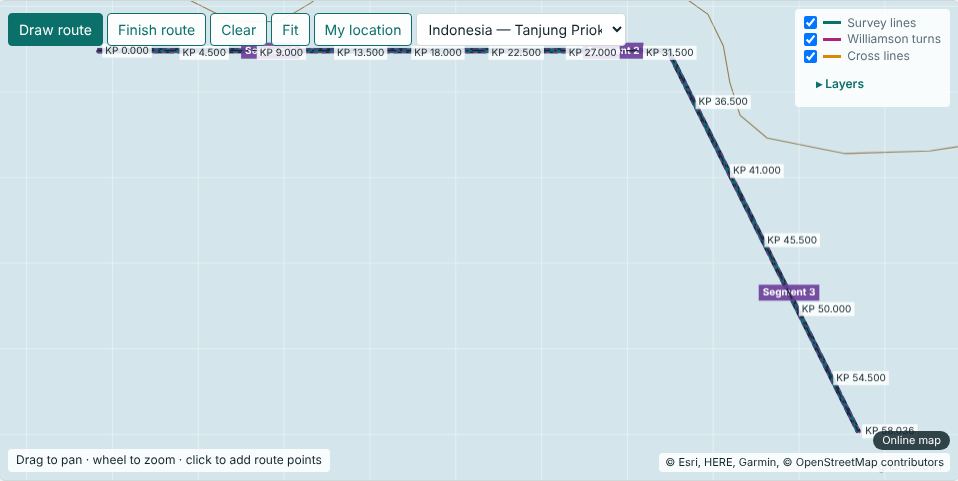 Draw route
Finish route
Clear
Fit
My location
Indonesia — Tanjung Priok
Survey lines
Williamson turns
Cross lines
▸ Layers
KP 0.000
KP 4.500
KP 9.000
KP 13.500
KP 18.000
KP 22.500
KP 27.000
KP 31.500
KP 36.500
KP 41.000
KP 45.500
Segment 3
KP 50.000
KP 54.500
KP 58.036
Online map
Drag to pan · wheel to zoom · click to add route points
© Esri, HERE, Garmin, © OpenStreetMap contributors